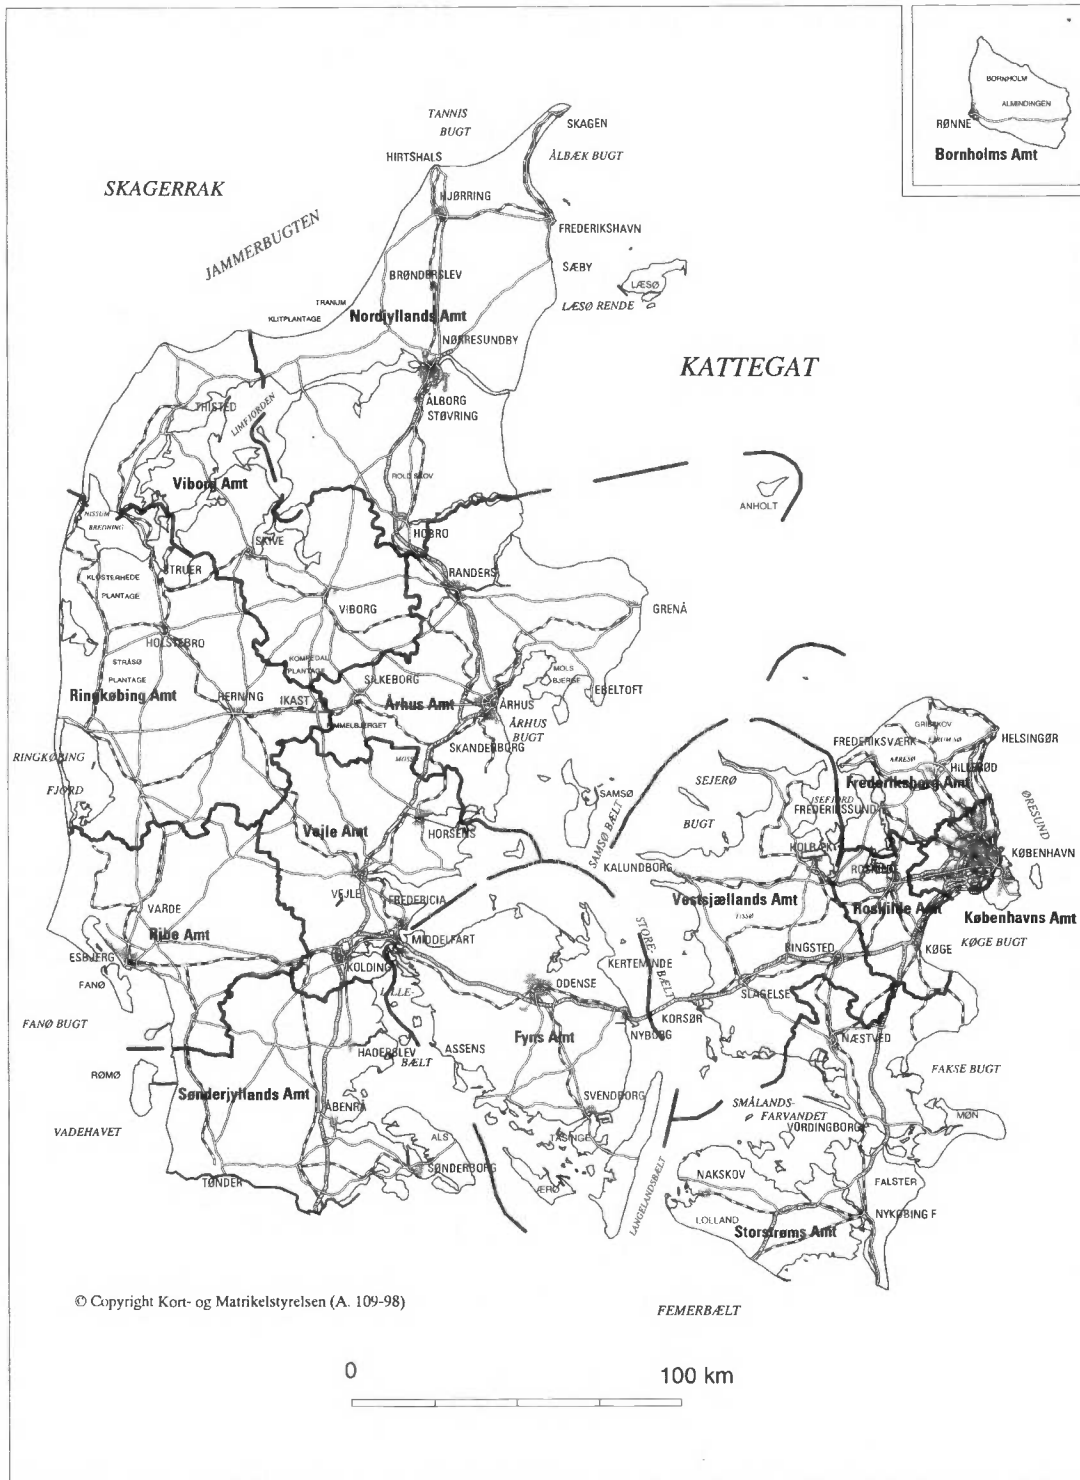 BORNHOLM
ALMINDINGEN
RØNNE
Bornholms Amt
TANNIS
BUGT
SKAGEN
HIRTSHALS
ÅLBÆK BUGT
SKAGERRAK
HJØRRING
JAMMERBUGTEN
FREDERIKSHAVN
BRØNDERSLEV
SÆBY
LÆSØ
TRANUM
KLITPLANTAGE
LÆSØ RENDE
Nordjyllands Amt
NØRRESUNDBY
KATTEGAT
ÅLBORG
STØVRING
THISTED
LIMFJORDEN
ROLD SKOV
Viborg Amt
ANHOLT
NISSUM
BREDNING
HOBRO
SKIVE
STRUER
RANDERS
KLOSTERHEDE
PLANTAGE
VIBORG
GRENÅ
HOLSTEBRO
KOMPEDAL
PLANTAGE
STRÅSØ
PLANTAGE
MOLS
BJERGE
SILKEBORG
EBELTOFT
Ringkøbing Amt
HERNING
IKAST
Århus Amt
ÅRHUS
HIMMELBJERGET
ÅRHUS
BUGT
GRIBSKOV
ESRUM SØ
HELSINGØR
FREDERIKSVÆRK
SKANDERBORG
MOSSØ
ARRESØ
HILLERØD
RINGKØBING
FJORD
SEJERØ
BUGT
Frederiksborg Amt
SAMSØ
ISEFJORD
FREDERIKSSUND
ØRESUND
Vejle Amt
HORSENS
SAMSØ BÆLT
HOLBÆK
KØBENHAVN
KALUNDBORG
ROSKILDE
VEJLE
FREDERICIA
Vestsjællands Amt
Roskilde Amt
Københavns Amt
TISSØ
VARDE
Ribe Amt
MIDDELFART
STORE-
BÆLT
RINGSTED
KØGE
KØGE BUGT
ESBJERG
KOLDING
KERTEMINDE
FANØ
ODENSE
LILLE-
BÆLT
SLAGELSE
KORSØR
FANØ BUGT
Fyns Amt
NYBORG
NÆSTVED
HADERSLEV
ASSENS
FAKSE BUGT
RØMØ
Sønderjyllands Amt
SVENDBORG
SMÅLANDS-
FARVANDET
ÅBENRÅ
VORDINGBORG
MØN
VADEHAVET
ALS
TÅSINGE
SØNDERBORG
NAKSKOV
TØNDER
ÆRØ
FALSTER
LANGELANDSBÆLT
LOLLAND
NYKØBING F
Storstrøms Amt
© Copyright Kort- og Matrikelstyrelsen (A. 109-98)
FEMERBÆLT
0
100 km